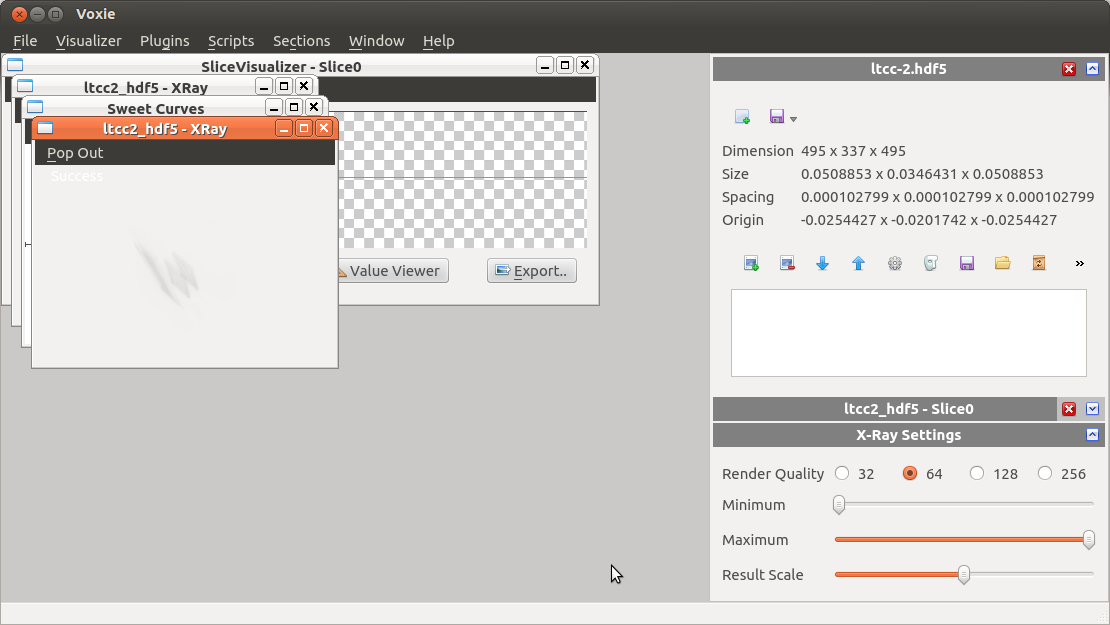 Voxie
File Visualizer Plugins Scripts Sections Window Help
SliceVisualizer - Slice0
ltcc2_hdf5 - XRay
Sweet Curves
ltcc2_hdf5 - XRay
Pop Out
Success
Value Viewer
Export..
ltcc-2.hdf5
Dimension 495 x 337 x 495
Size 0.0508853 x 0.0346431 x 0.0508853
Spacing 0.000102799 x 0.000102799 x 0.000102799
Origin -0.0254427 x -0.0201742 x -0.0254427
»
ltcc2_hdf5 - Slice0
X-Ray Settings
Render Quality 32 64 128 256
Minimum
Maximum
Result Scale